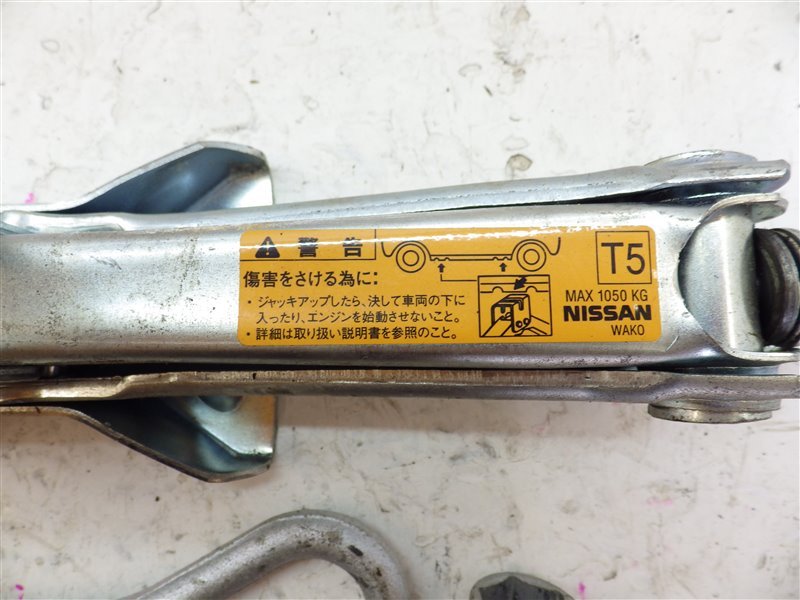 警告
傷害をさける為に:
・ジャッキアップしたら、決して車両の下に
入ったり、エンジンを始動させないこと。
・詳細は取り扱い説明書を参照のこと。
T5
MAX 1050 KG
NISSAN
WAKO